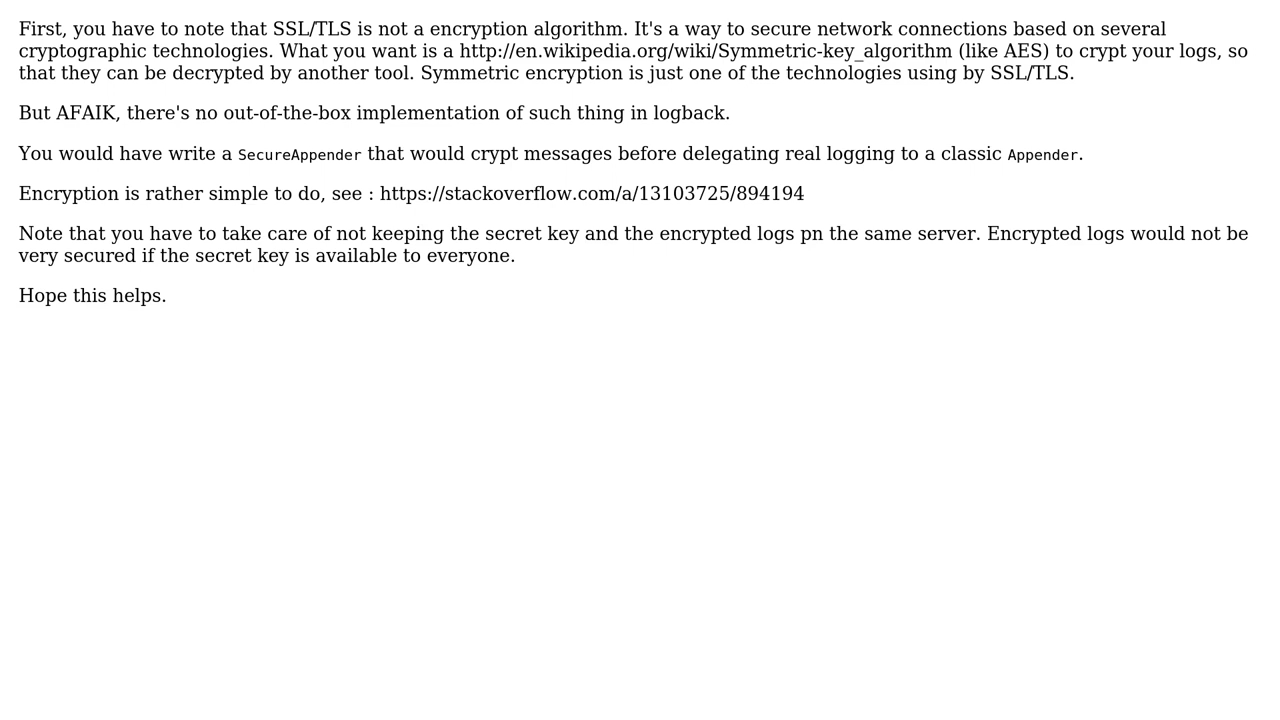 First, you have to note that SSL/TLS is not a encryption algorithm. It's a way to secure network connections based on several
cryptographic technologies. What you want is a http://en.wikipedia.org/wiki/Symmetric-key_algorithm (like AES) to crypt your logs, so
that they can be decrypted by another tool. Symmetric encryption is just one of the technologies using by SSL/TLS.
But AFAIK, there's no out-of-the-box implementation of such thing in logback.
You would have write a SecureAppender that would crypt messages before delegating real logging to a classic Appender.
Encryption is rather simple to do, see : https://stackoverflow.com/a/13103725/894194
Note that you have to take care of not keeping the secret key and the encrypted logs pn the same server. Encrypted logs would not be
very secured if the secret key is available to everyone.
Hope this helps.